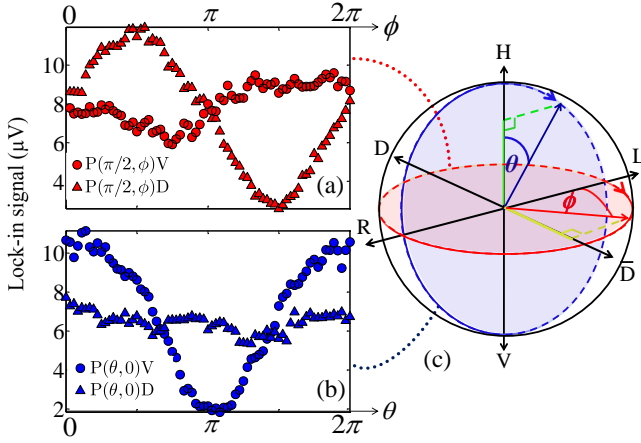 0 π 2π ϕ
10
8
6
4
P(π/2,ϕ)V
P(π/2,ϕ)D
(a)
Lock-in signal (μV)
10
8
6
4
2
P(θ,0)V
P(θ,0)D
(b)
0 π 2π θ
H
D
L
θ
ϕ
R
D̅
V
(c)